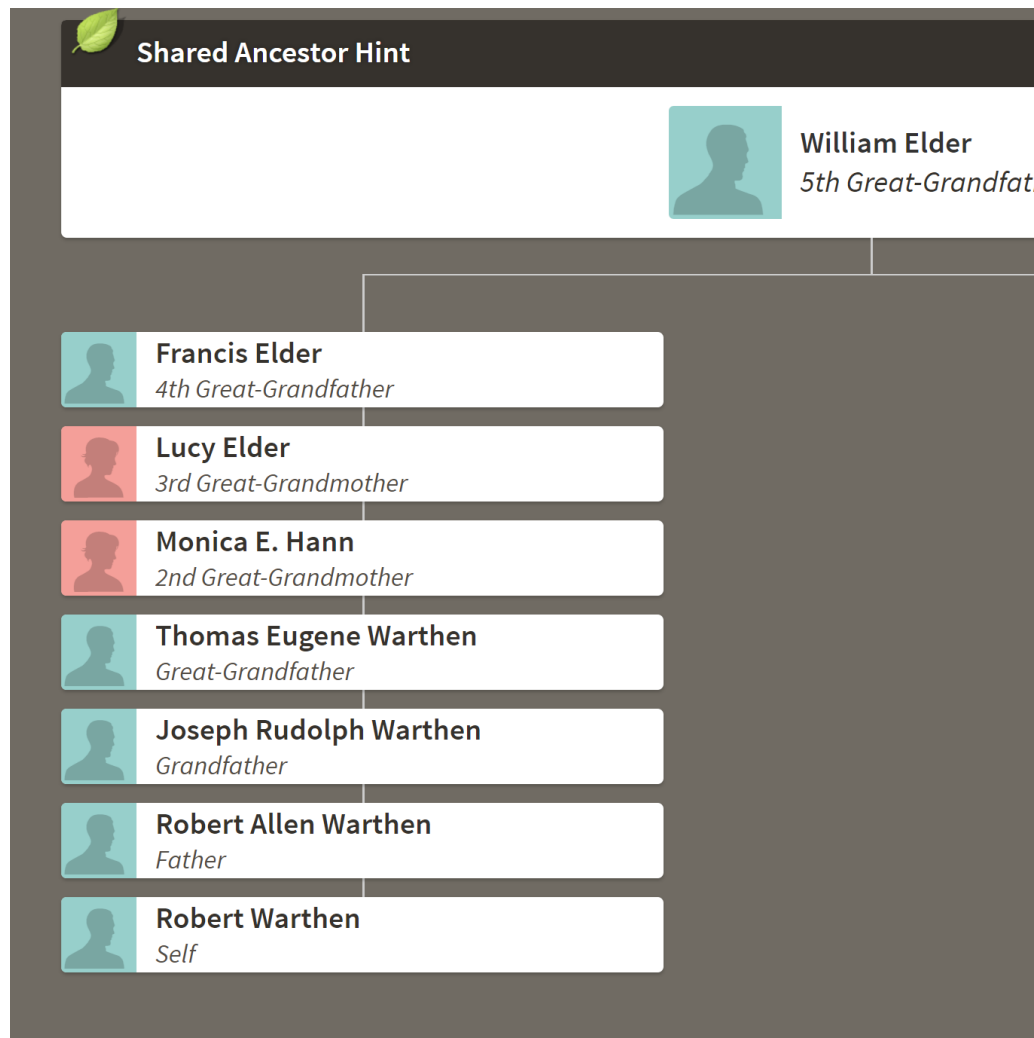 Shared Ancestor Hint
William Elder
5th Great-Grandfat
Francis Elder
4th Great-Grandfather
Lucy Elder
3rd Great-Grandmother
Monica E. Hann
2nd Great-Grandmother
Thomas Eugene Warthen
Great-Grandfather
Joseph Rudolph Warthen
Grandfather
Robert Allen Warthen
Father
Robert Warthen
Self